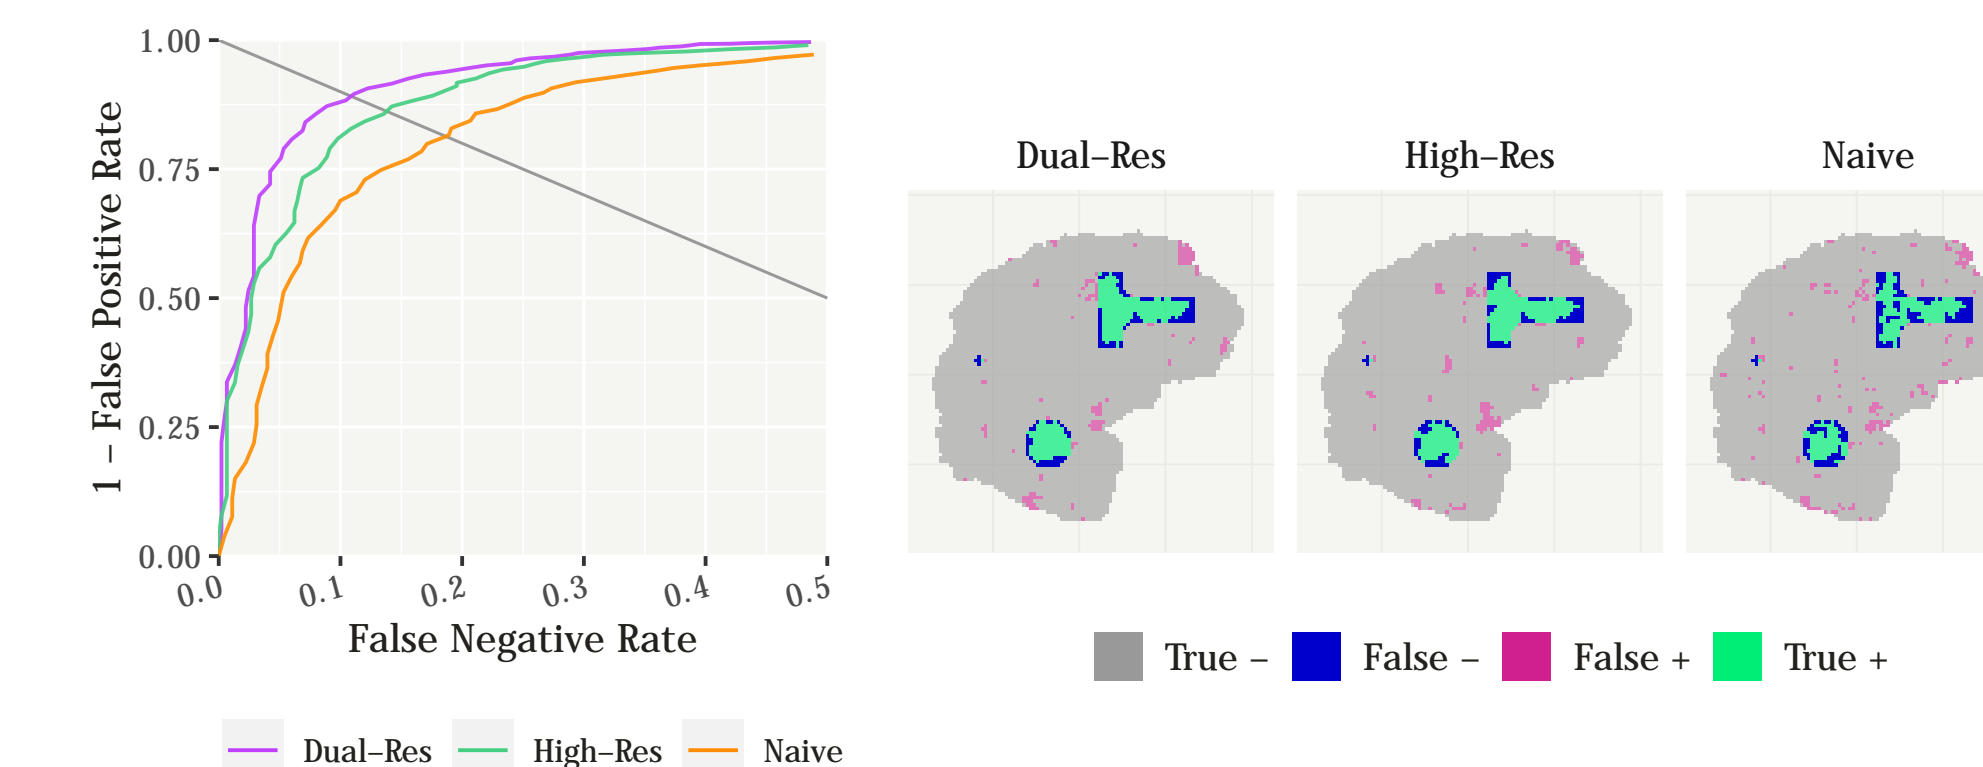 1.00
0.75
0.50
0.25
0.00
1 – False Positive Rate
0.0 0.1 0.2 0.3 0.4 0.5
False Negative Rate
Dual–Res High–Res Naive
Dual–Res High–Res Naive
True – False – False + True +